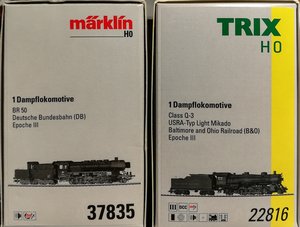 märklin
H0
1 Dampflokomotive
BR 50
Deutsche Bundesbahn (DB)
Epoche III
37835
TRIX
H0
1 Dampflokomotive
Class Q-3
USRA-Typ Light Mikado
Baltimore and Ohio Railroad (B&O)
Epoche III
DCC
22816